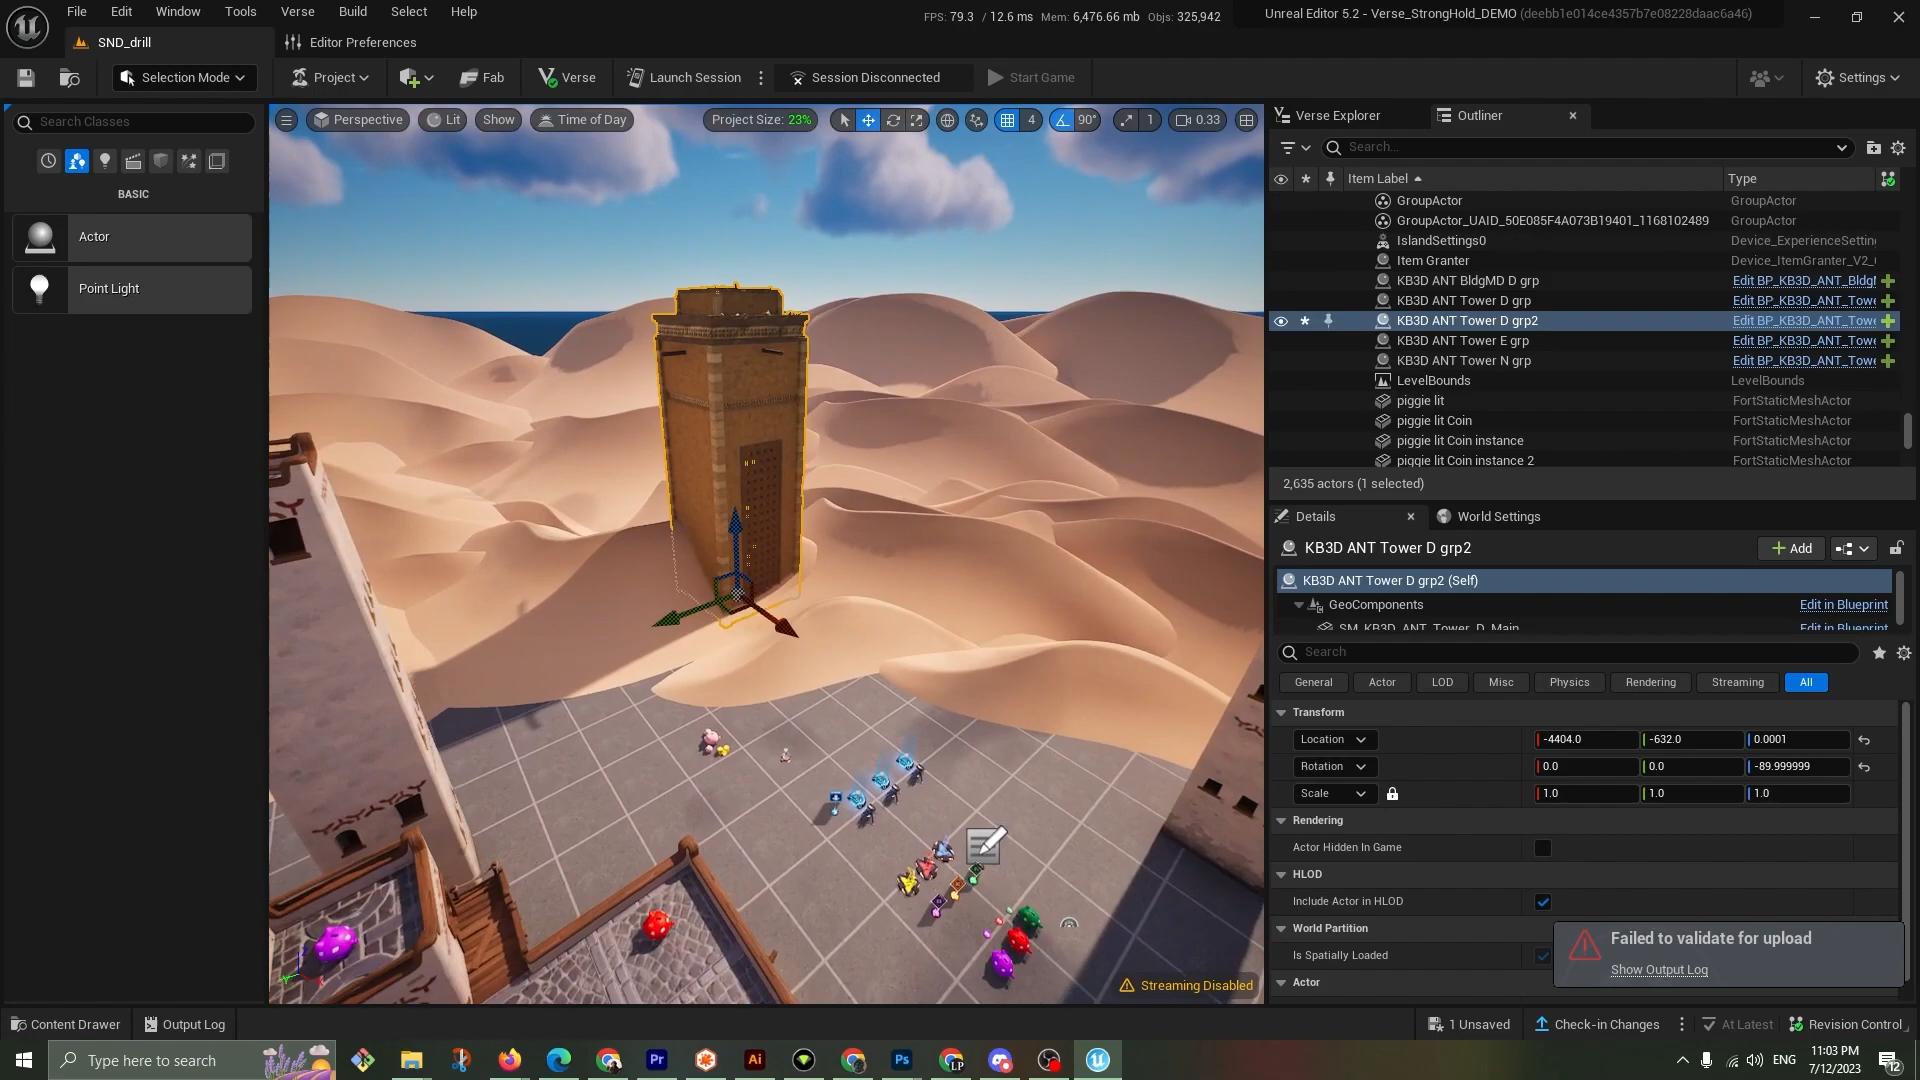 File Edit Window Tools Verse Build Select Help
FPS: 79.3 / 12.6 ms Mem: 6,476.66 mb Objs: 325,942
Unreal Editor 5.2 - Verse_StrongHold_DEMO (deebb1e014ce4357b7e08228daac6a46)
SND_drill
Editor Preferences
Selection Mode
Project
Fab
Verse
Launch Session
Session Disconnected
Start Game
Settings
Search Classes
BASIC
Actor
Point Light
Perspective
Lit
Show
Time of Day
Project Size: 23%
4
90°
1
0.33
Verse Explorer
Outliner
Search...
Item Label
Type
GroupActor GroupActor
GroupActor_UAID_50E085F4A073B19401_1168102489 GroupActor
IslandSettings0 Device_ExperienceSettin
Item Granter Device_ItemGranter_V2_
KB3D ANT BldgMD D grp Edit BP_KB3D_ANT_Bldg
KB3D ANT Tower D grp Edit BP_KB3D_ANT_Towe
KB3D ANT Tower D grp2 Edit BP_KB3D_ANT_Towe
KB3D ANT Tower E grp Edit BP_KB3D_ANT_Towe
KB3D ANT Tower N grp Edit BP_KB3D_ANT_Towe
LevelBounds LevelBounds
piggie lit FortStaticMeshActor
piggie lit Coin FortStaticMeshActor
piggie lit Coin instance FortStaticMeshActor
piggie lit Coin instance 2 FortStaticMeshActor
2,635 actors (1 selected)
Details
World Settings
KB3D ANT Tower D grp2
Add
KB3D ANT Tower D grp2 (Self)
GeoComponents Edit in Blueprint
SM_KB3D_ANT_Tower_D_Main Edit in Blueprint
Search
General Actor LOD Misc Physics Rendering Streaming All
Transform
Location -4404.0 -632.0 0.0001
Rotation 0.0 0.0 -89.999999
Scale 1.0 1.0 1.0
Rendering
Actor Hidden In Game
HLOD
Include Actor in HLOD
World Partition
Is Spatially Loaded
Actor
Failed to validate for upload
Show Output Log
Streaming Disabled
Content Drawer
Output Log
1 Unsaved
Check-in Changes
At Latest
Revision Control
Type here to search
Pr
Ai
Ps
LP
ENG
11:03 PM
7/12/2023
12